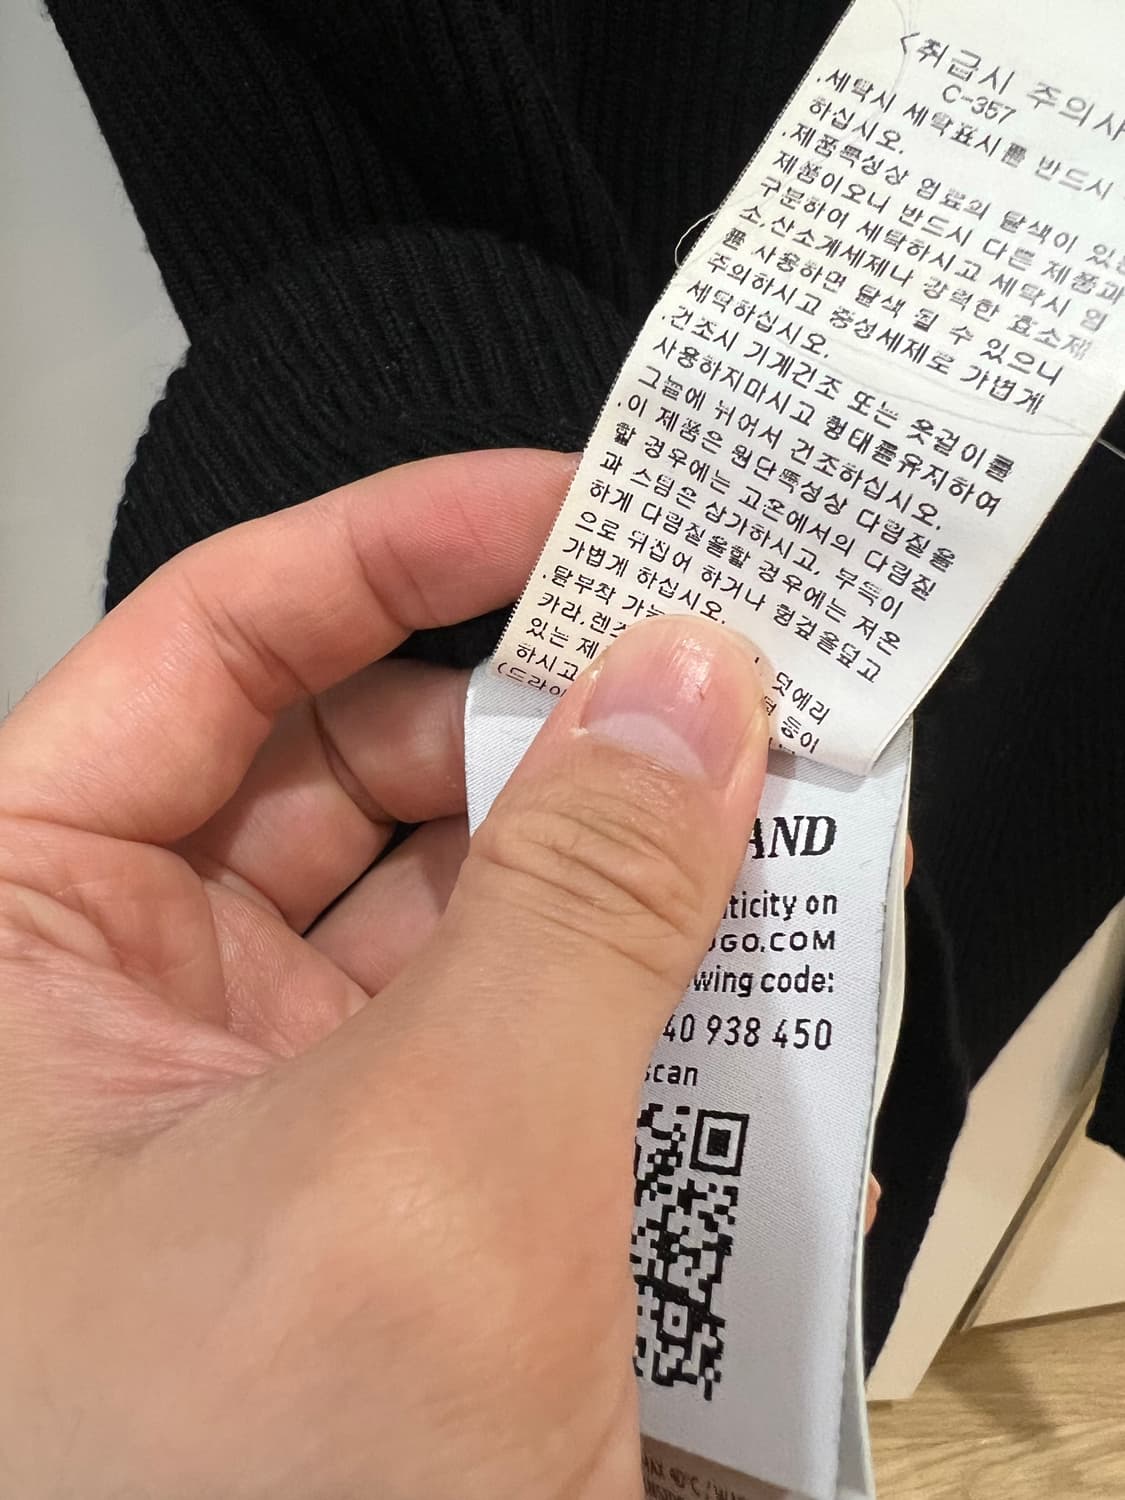 <취급시 주의사
C-357
.세탁시 세탁표시를 반드시
하십시오.
.제품특성상 염료의 탈색이 있는
제품이오니 반드시 다른 제품과
구분하여 세탁하시고 세탁시 염
소,산소계세제나 강력한 효소제
를 사용하면 탈색 될 수 있으니
주의하시고 중성세제로 가볍게
세탁하십시오.
.건조시 기계건조 또는 옷걸이를
사용하지마시고 형태를유지하여
그늘에 뉘어서 건조하십시오.
.이 제품은 원단특성상 다림질을
할 경우에는 고온에서의 다림질
과 스팀은 삼가하시고, 부득이
하게 다림질을할 경우에는 저온
으로 뒤집어 하거나 헝겊을덮고
가볍게 하십시오.
.탈부착 가능
카라, 덧에리
있는 제 등이
하시고
(드라이
AND
ticity on
OGO.COM
wing code:
40 938 450
scan